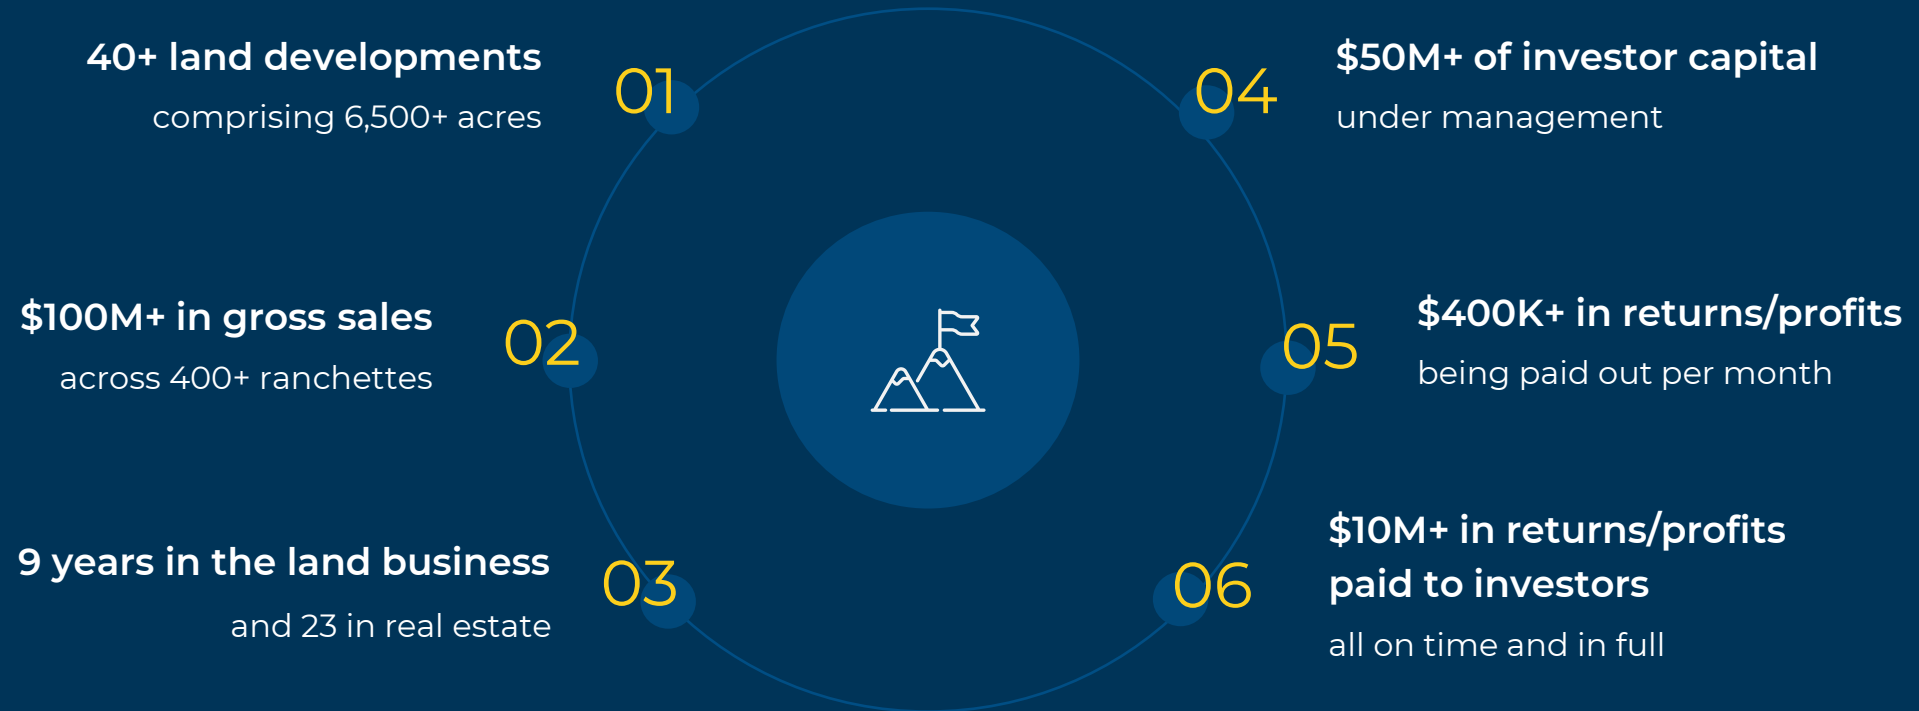 01
40+ land developments
comprising 6,500+ acres
02
$100M+ in gross sales
across 400+ ranchettes
03
9 years in the land business
and 23 in real estate
04
$50M+ of investor capital
under management
05
$400K+ in returns/profits
being paid out per month
06
$10M+ in returns/profits
paid to investors
all on time and in full